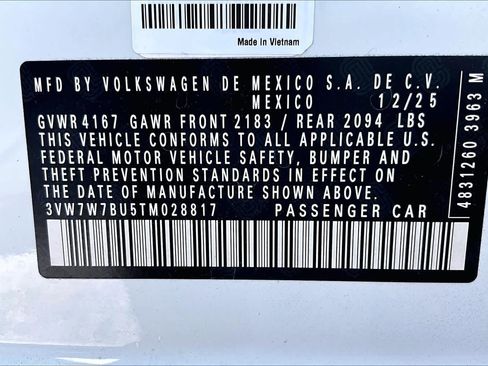 Made in Vietnam
MFD BY VOLKSWAGEN DE MEXICO S.A. DE C.V.
MEXICO 12/25
GVWR 4167 GAWR FRONT 2183 / REAR 2094 LBS
THIS VEHICLE CONFORMS TO ALL APPLICABLE U.S.
FEDERAL MOTOR VEHICLE SAFETY, BUMPER AND
THEFT PREVENTION STANDARDS IN EFFECT ON
THE DATE OF MANUFACTURE SHOWN ABOVE.
3VW7W7BU5TM028817 PASSENGER CAR
4831260 3963 M